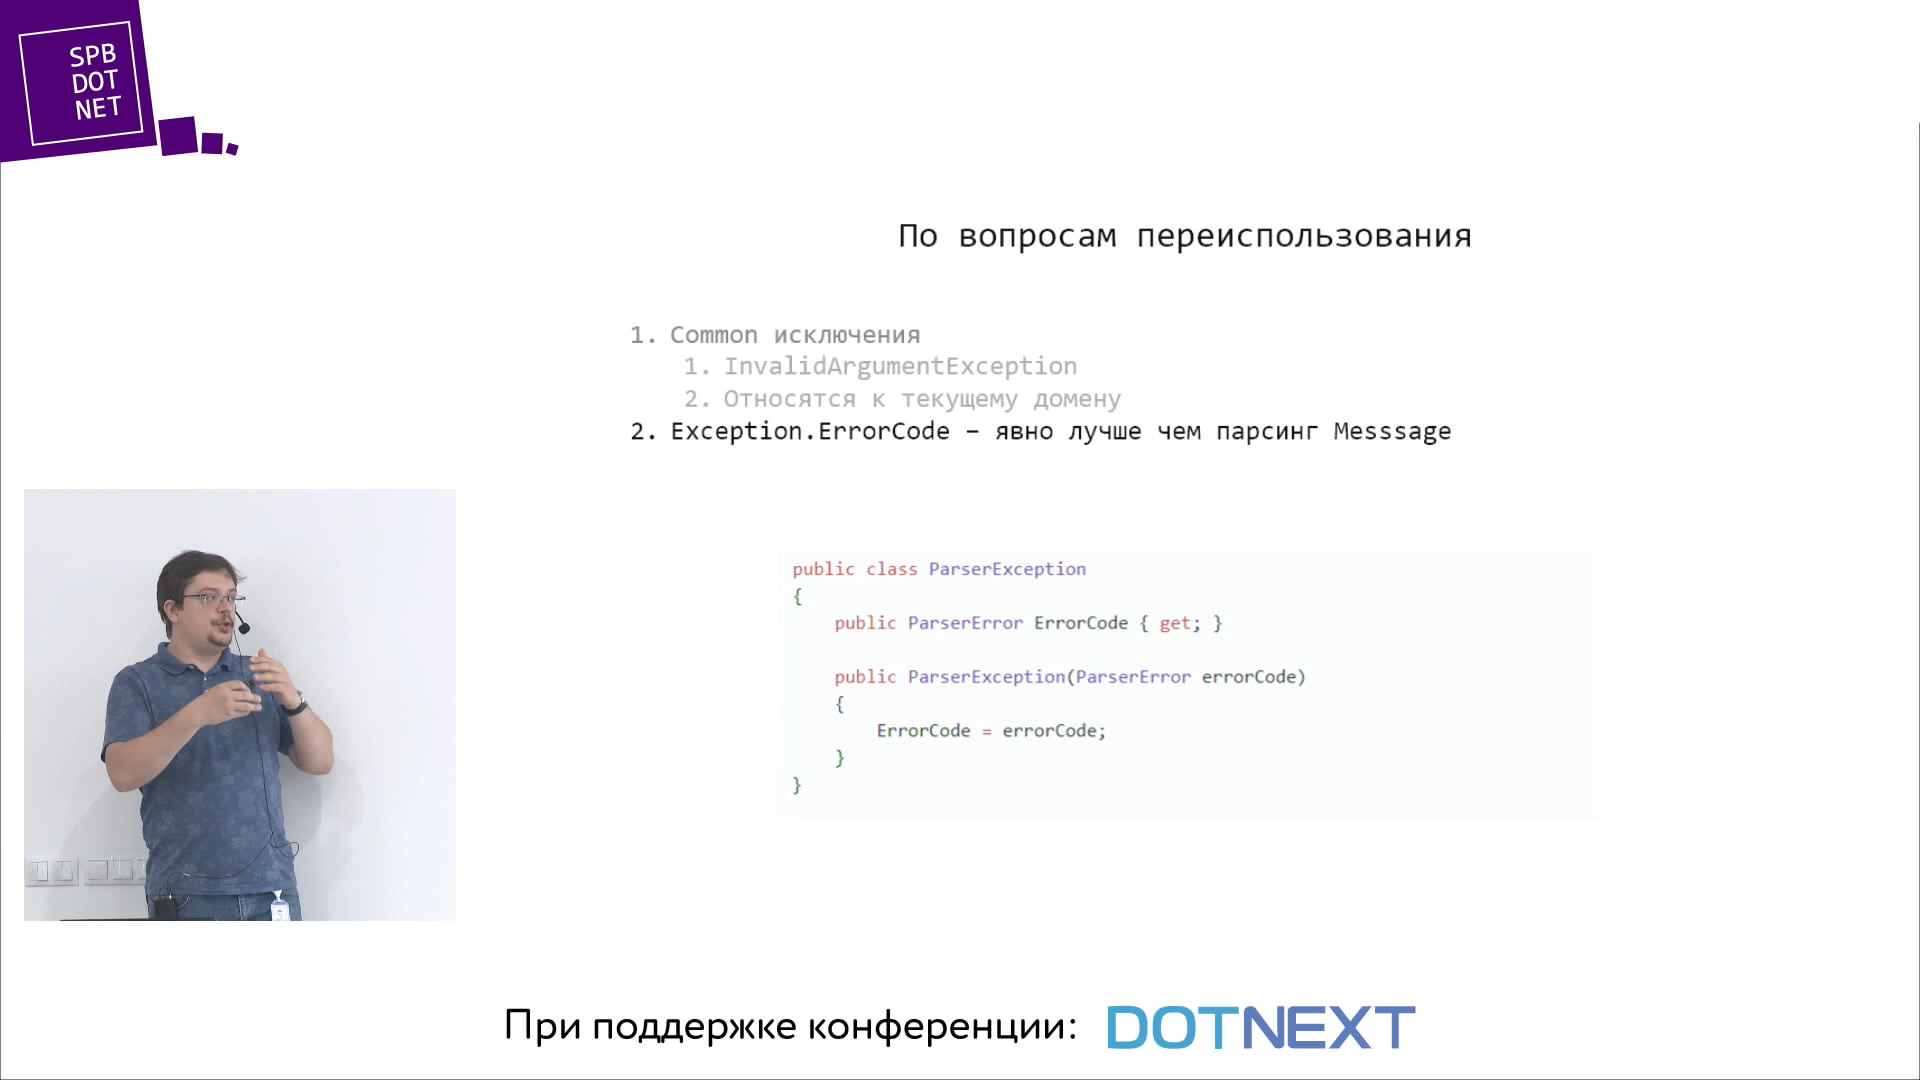 SPB
DOT
NET
По вопросам переиспользования
1. Common исключения
1. InvalidArgumentException
2. Относятся к текущему домену
2. Exception.ErrorCode – явно лучше чем парсинг Messsage
public class ParserException
{
public ParserError ErrorCode { get; }
public ParserException(ParserError errorCode)
{
ErrorCode = errorCode;
}
}
При поддержке конференции: DOTNEXT